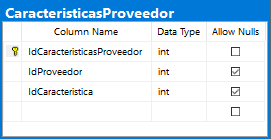 CaracteristicasProveedor
Column Name Data Type Allow Nulls
IdCaracteristicasProveedor int
IdProveedor int
IdCaracteristica int